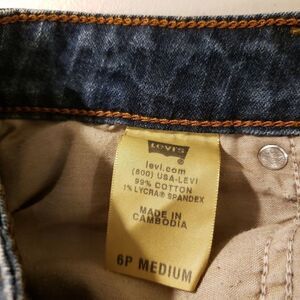 Levi's
levi.com
(800) USA-LEVI
99% COTTON
1% LYCRA® SPANDEX
MADE IN
CAMBODIA
6P MEDIUM